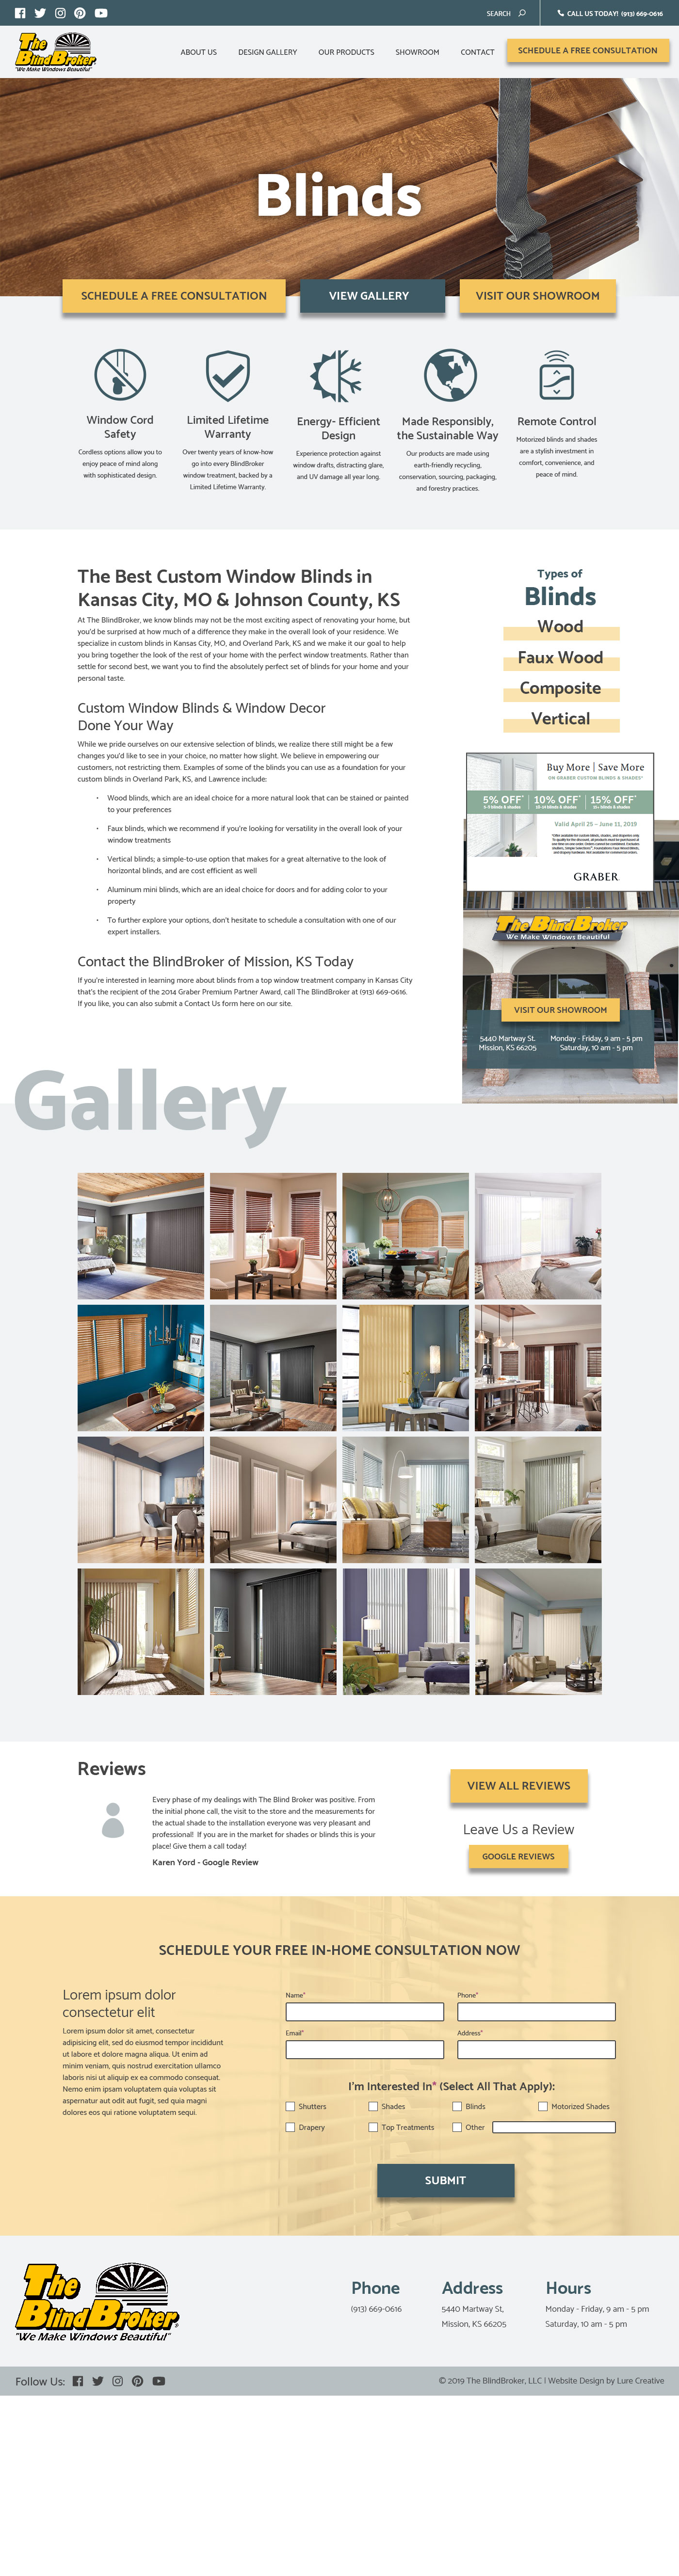 SEARCH
CALL US TODAY! (913) 669-0616
The
BlindBroker
"We Make Windows Beautiful"
ABOUT US
DESIGN GALLERY
OUR PRODUCTS
SHOWROOM
CONTACT
SCHEDULE A FREE CONSULTATION
Blinds
SCHEDULE A FREE CONSULTATION
VIEW GALLERY
VISIT OUR SHOWROOM
Window Cord
Safety
Cordless options allow you to
enjoy peace of mind along
with sophisticated design.
Limited Lifetime
Warranty
Over twenty years of know-how
go into every BlindBroker
window treatment, backed by a
Limited Lifetime Warranty.
Energy- Efficient
Design
Experience protection against
window drafts, distracting glare,
and UV damage all year long.
Made Responsibly,
the Sustainable Way
Our products are made using
earth-friendly recycling,
conservation, sourcing, packaging,
and forestry practices.
Remote Control
Motorized blinds and shades
are a stylish investment in
comfort, convenience, and
peace of mind.
The Best Custom Window Blinds in
Kansas City, MO & Johnson County, KS
At The BlindBroker, we know blinds may not be the most exciting aspect of renovating your home, but
you'd be surprised at how much of a difference they make in the overall look of your residence. We
specialize in custom blinds in Kansas City, MO, and Overland Park, KS and we make it our goal to help
you bring together the look of the rest of your home with the perfect window treatments. Rather than
settle for second best, we want you to find the absolutely perfect set of blinds for your home and your
personal taste.
Custom Window Blinds & Window Decor
Done Your Way
While we pride ourselves on our extensive selection of blinds, we realize there still might be a few
changes you'd like to see in your choice, no matter how slight. We believe in empowering our
customers, not restricting them. Examples of some of the blinds you can use as a foundation for your
custom blinds in Overland Park, KS, and Lawrence include:
• Wood blinds, which are an ideal choice for a more natural look that can be stained or painted
to your preferences
• Faux blinds, which we recommend if you're looking for versatility in the overall look of your
window treatments
• Vertical blinds; a simple-to-use option that makes for a great alternative to the look of
horizontal blinds, and are cost efficient as well
• Aluminum mini blinds, which are an ideal choice for doors and for adding color to your
property
• To further explore your options, don't hesitate to schedule a consultation with one of our
expert installers.
Contact the BlindBroker of Mission, KS Today
If you're interested in learning more about blinds from a top window treatment company in Kansas City
that's the recipient of the 2014 Graber Premium Partner Award, call The BlindBroker at (913) 669-0616.
If you like, you can also submit a Contact Us form here on our site.
Types of
Blinds
Wood
Faux Wood
Composite
Vertical
Buy More | Save More
ON GRABER CUSTOM BLINDS & SHADES*
5% OFF* 10% OFF* 15% OFF*
Valid April 25 – June 11, 2019
GRABER
The BlindBroker
We Make Windows Beautiful
VISIT OUR SHOWROOM
5440 Martway St.
Mission, KS 66205
Monday - Friday, 9 am - 5 pm
Saturday, 10 am - 5 pm
Gallery
Reviews
Every phase of my dealings with The Blind Broker was positive. From
the initial phone call, the visit to the store and the measurements for
the actual shade to the installation everyone was very pleasant and
professional! If you are in the market for shades or blinds this is your
place! Give them a call today!
Karen Yord - Google Review
VIEW ALL REVIEWS
Leave Us a Review
GOOGLE REVIEWS
SCHEDULE YOUR FREE IN-HOME CONSULTATION NOW
Lorem ipsum dolor
consectetur elit
Lorem ipsum dolor sit amet, consectetur
adipisicing elit, sed do eiusmod tempor incididunt
ut labore et dolore magna aliqua. Ut enim ad
minim veniam, quis nostrud exercitation ullamco
laboris nisi ut aliquip ex ea commodo consequat.
Nemo enim ipsam voluptatem quia voluptas sit
aspernatur aut odit aut fugit, sed quia magni
dolores eos qui ratione voluptatem sequi.
Name*
Phone*
Email*
Address*
I'm Interested In* (Select All That Apply):
Shutters
Shades
Blinds
Motorized Shades
Drapery
Top Treatments
Other
SUBMIT
The
BlindBroker®
"We Make Windows Beautiful"
Phone
(913) 669-0616
Address
5440 Martway St,
Mission, KS 66205
Hours
Monday - Friday, 9 am - 5 pm
Saturday, 10 am - 5 pm
Follow Us:
© 2019 The BlindBroker, LLC | Website Design by Lure Creative